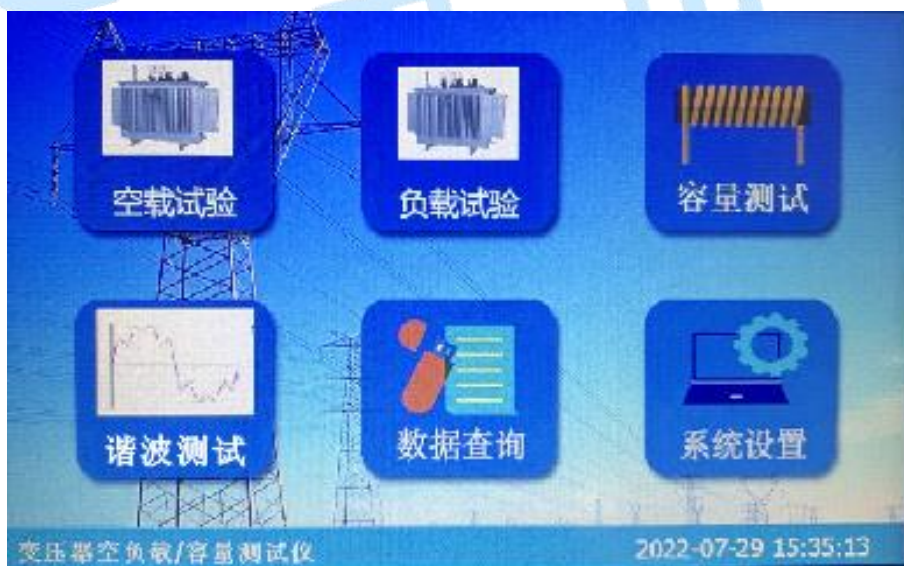 空载试验
负载试验
容量测试
谐波测试
数据查询
系统设置
变压器空负载/容量测试仪
2022-07-29 15:35:13